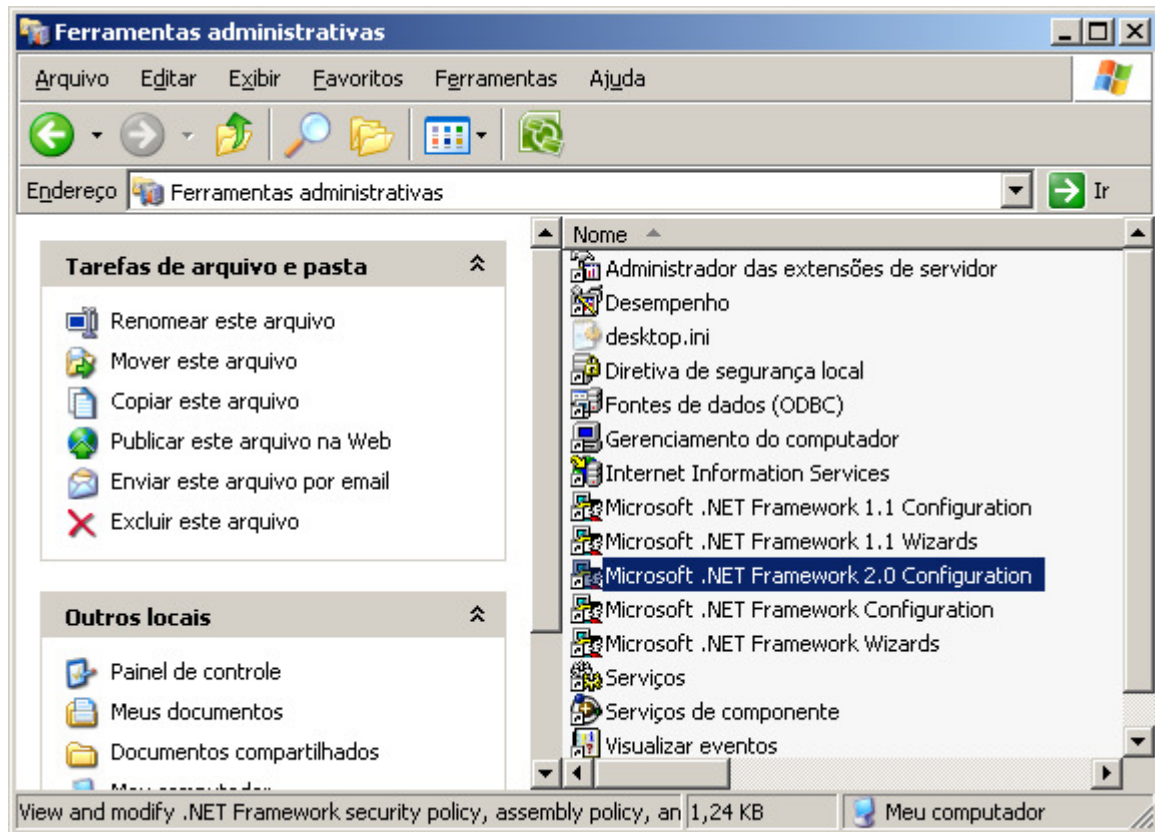 Ferramentas administrativas
Arquivo Editar Exibir Favoritos Ferramentas Ajuda
Endereço Ferramentas administrativas Ir
Tarefas de arquivo e pasta
Renomear este arquivo
Mover este arquivo
Copiar este arquivo
Publicar este arquivo na Web
Enviar este arquivo por email
Excluir este arquivo
Outros locais
Painel de controle
Meus documentos
Documentos compartilhados
Nome
Administrador das extensões de servidor
Desempenho
desktop.ini
Diretiva de segurança local
Fontes de dados (ODBC)
Gerenciamento do computador
Internet Information Services
Microsoft .NET Framework 1.1 Configuration
Microsoft .NET Framework 1.1 Wizards
Microsoft .NET Framework 2.0 Configuration
Microsoft .NET Framework Configuration
Microsoft .NET Framework Wizards
Serviços
Serviços de componente
Visualizar eventos
View and modify .NET Framework security policy, assembly policy, an 1,24 KB Meu computador